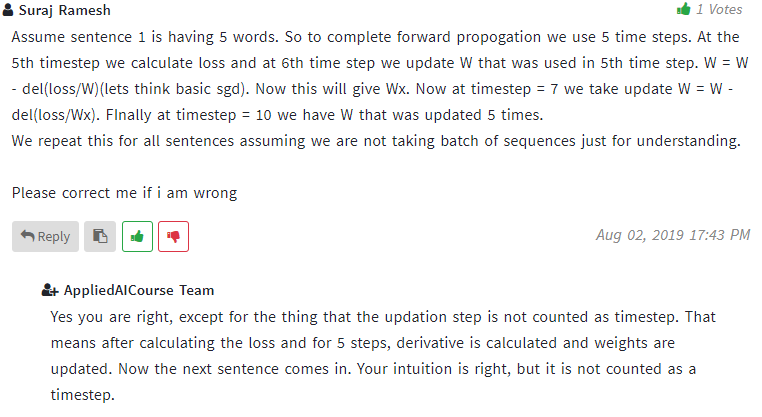 Suraj Ramesh
1 Votes
Assume sentence 1 is having 5 words. So to complete forward propogation we use 5 time steps. At the
5th timestep we calculate loss and at 6th time step we update W that was used in 5th time step. W = W
- del(loss/W)(lets think basic sgd). Now this will give Wx. Now at timestep = 7 we take update W = W -
del(loss/Wx). FInally at timestep = 10 we have W that was updated 5 times.
We repeat this for all sentences assuming we are not taking batch of sequences just for understanding.
Please correct me if i am wrong
Reply
Aug 02, 2019 17:43 PM
AppliedAICourse Team
Yes you are right, except for the thing that the updation step is not counted as timestep. That
means after calculating the loss and for 5 steps, derivative is calculated and weights are
updated. Now the next sentence comes in. Your intuition is right, but it is not counted as a
timestep.